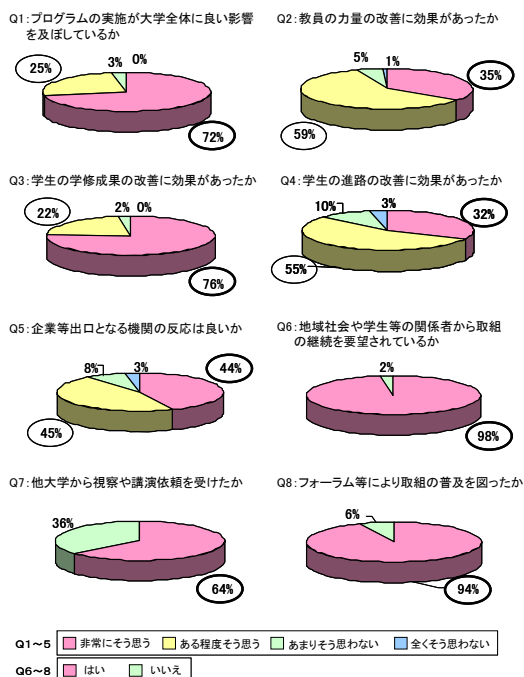 Q1:プログラムの実施が大学全体に良い影響
を及ぼしているか
25%
3%
0%
72%
Q2:教員の力量の改善に効果があったか
5%
1%
35%
59%
Q3:学生の学修成果の改善に効果があったか
22%
2%
0%
76%
Q4:学生の進路の改善に効果があったか
10%
3%
32%
55%
Q5:企業等出口となる機関の反応は良いか
8%
3%
44%
45%
Q6:地域社会や学生等の関係者から取組
の継続を要望されているか
2%
98%
Q7:他大学から視察や講演依頼を受けたか
36%
64%
Q8:フォーラム等により取組の普及を図ったか
6%
94%
Q1~5 非常にそう思う ある程度そう思う あまりそう思わない 全くそう思わない
Q6~8 はい いいえ